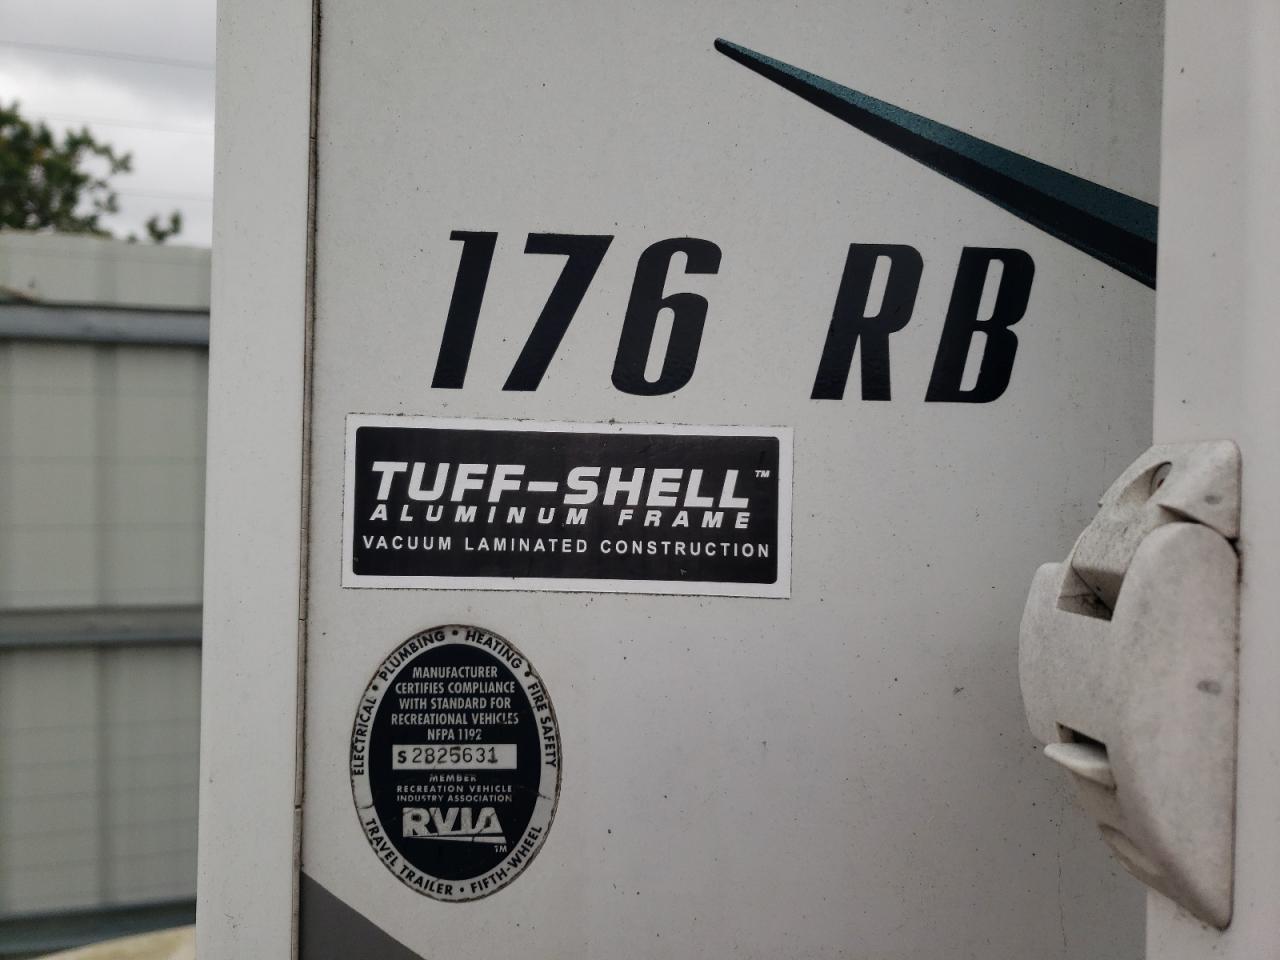 176 RB
TUFF-SHELL™
ALUMINUM FRAME
VACUUM LAMINATED CONSTRUCTION
ELECTRICAL • PLUMBING • HEATING • FIRE SAFETY
MANUFACTURER
CERTIFIES COMPLIANCE
WITH STANDARD FOR
RECREATIONAL VEHICLES
NFPA 1192
S 2825631
MEMBER
RECREATION VEHICLE
INDUSTRY ASSOCIATION
RVIA™
TRAVEL TRAILER • FIFTH-WHEEL